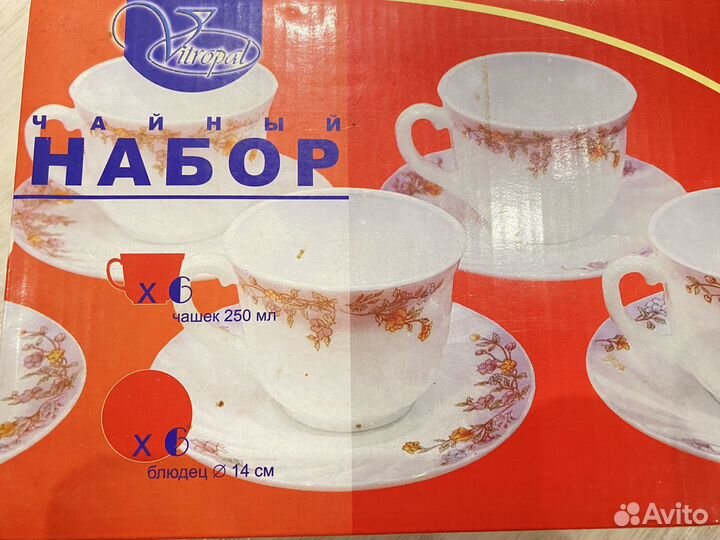 Vitropal
ЧАЙНЫЙ
НАБОР
x 6
чашек 250 мл
x 6
блюдец ∅ 14 см
Avito